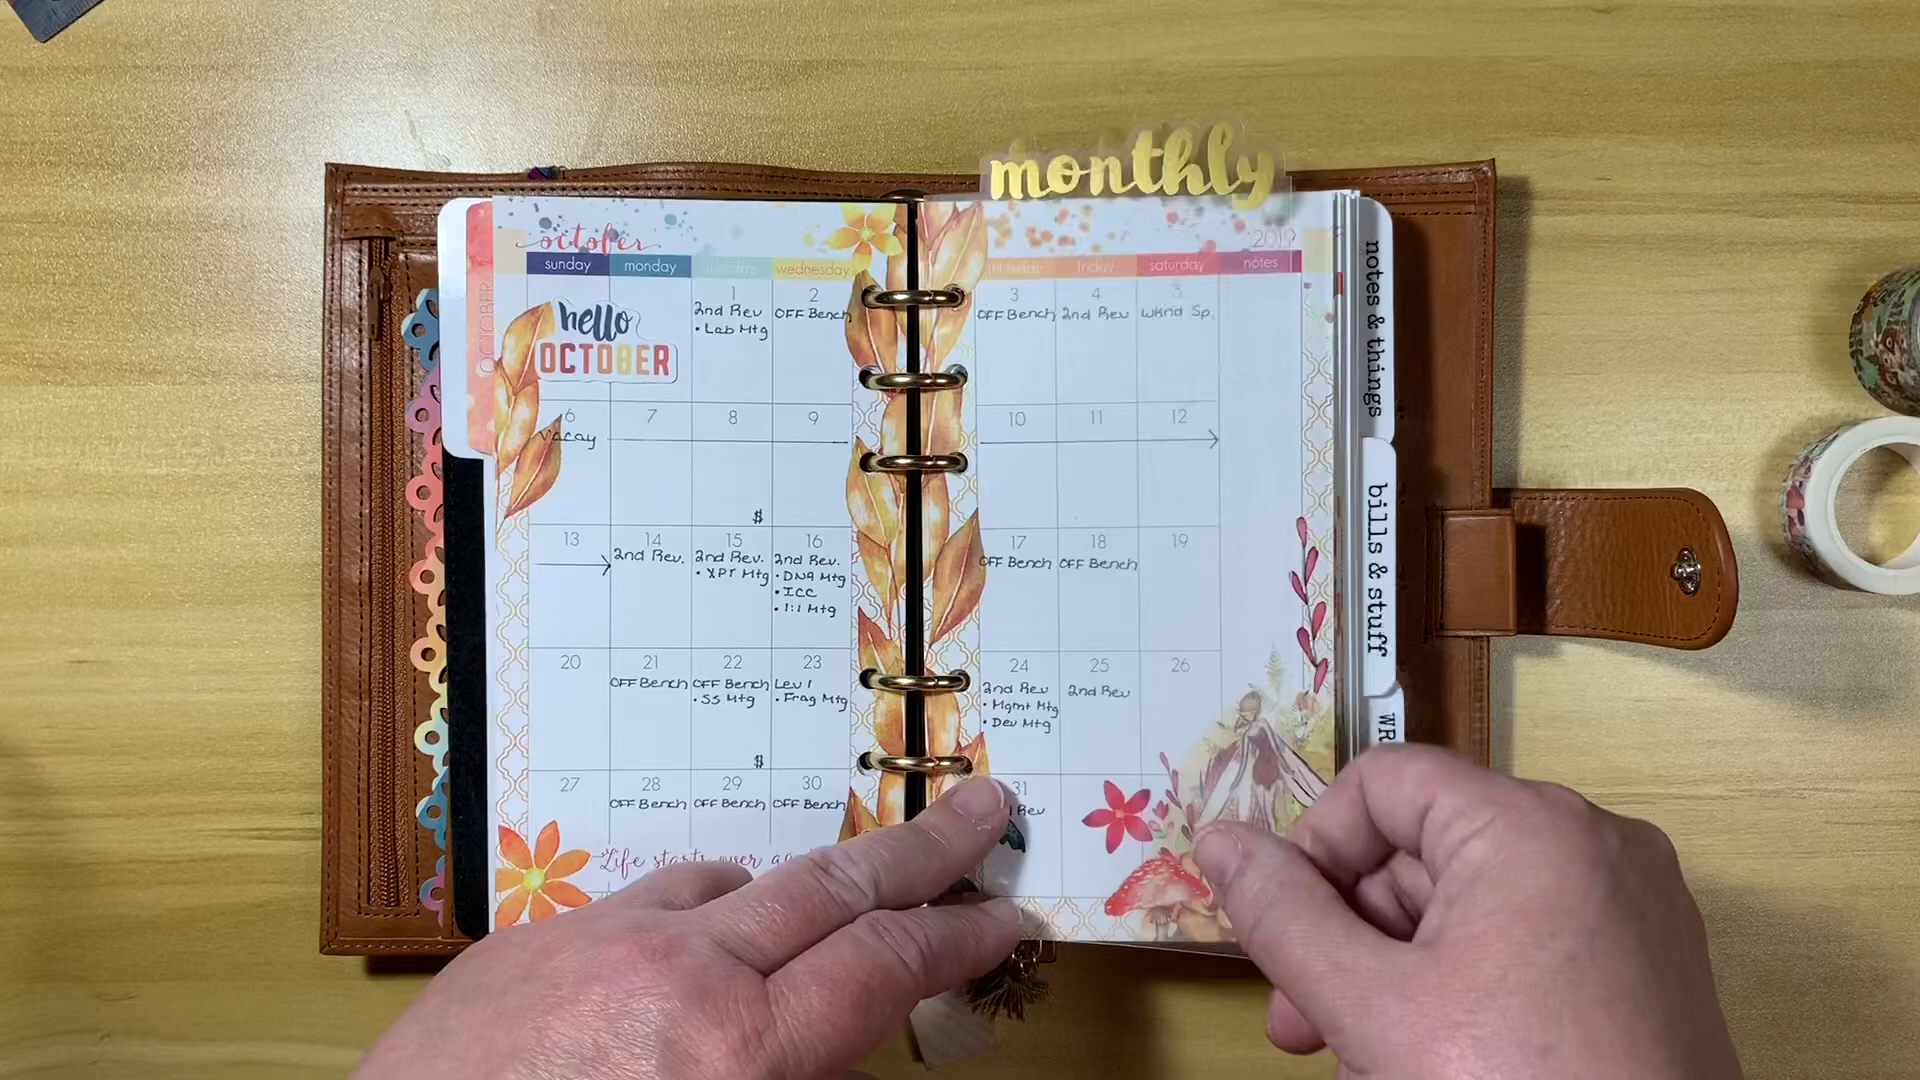 monthly
october
2019
OCTOBER
sunday
monday
tuesday
wednesday
thursday
friday
saturday
notes
hello
OCTOBER
1
2nd Rev
• Lab Mtg
2
OFF Bench
3
OFF Bench
4
2nd Rev
5
Wknd Sp.
6
vacay
7
8
9
10
11
12
$
13
14
2nd Rev.
15
2nd Rev.
• XPT Mtg
16
2nd Rev.
• DNA Mtg
• ICC
• 1:1 Mtg
17
OFF Bench
18
OFF Bench
19
20
21
OFF Bench
22
OFF Bench
• SS Mtg
$
23
Lev 1
• Frag Mtg
24
2nd Rev
• Mgmt Mtg
• Dev Mtg
25
2nd Rev
26
27
28
OFF Bench
29
OFF Bench
30
OFF Bench
31
Rev
Life starts over
notes & things
bills & stuff
WR